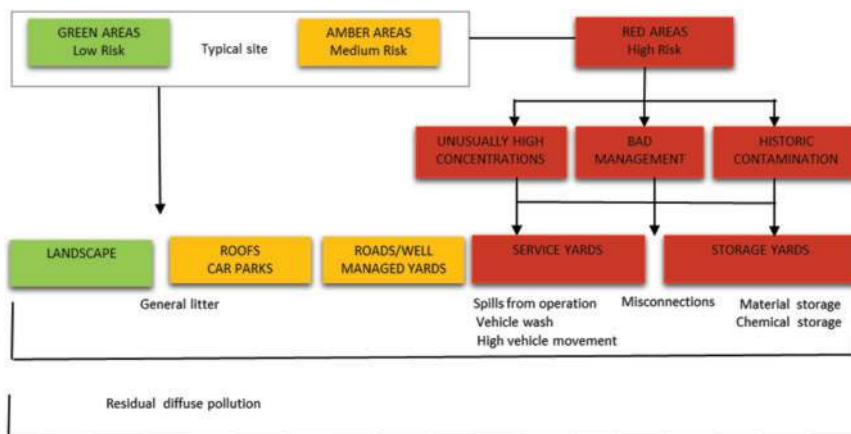 GREEN AREAS
Low Risk
Typical site
AMBER AREAS
Medium Risk
RED AREAS
High Risk
UNUSUALLY HIGH
CONCENTRATIONS
BAD
MANAGEMENT
HISTORIC
CONTAMINATION
LANDSCAPE
ROOFS
CAR PARKS
ROADS/WELL
MANAGED YARDS
SERVICE YARDS
STORAGE YARDS
General litter
Spills from operation
Vehicle wash
High vehicle movement
Misconnections
Material storage
Chemical storage
Residual diffuse pollution